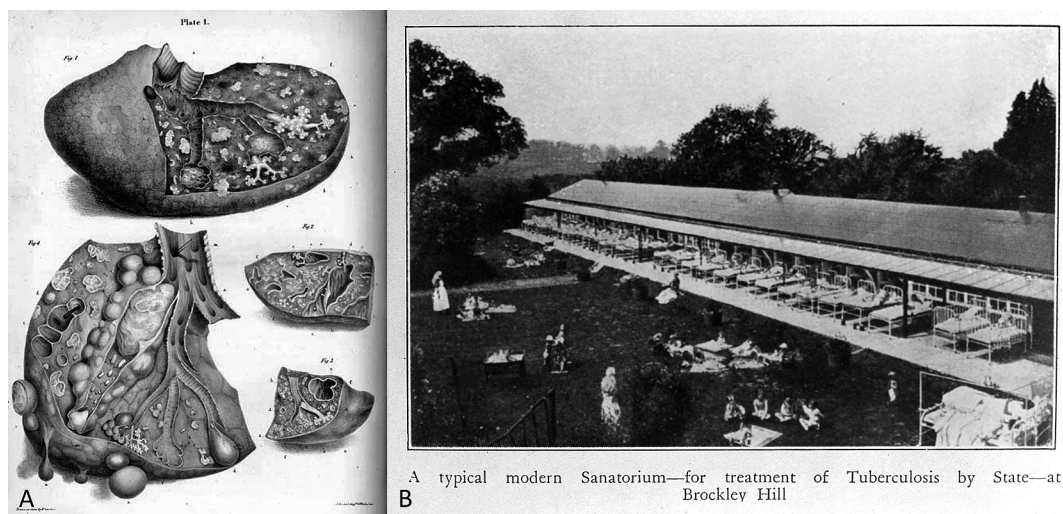 Plate 1.
Fig. 1
Fig 2
Fig 4
Fig 3
A
B
A typical modern Sanatorium—for treatment of Tuberculosis by State—at
Brockley Hill